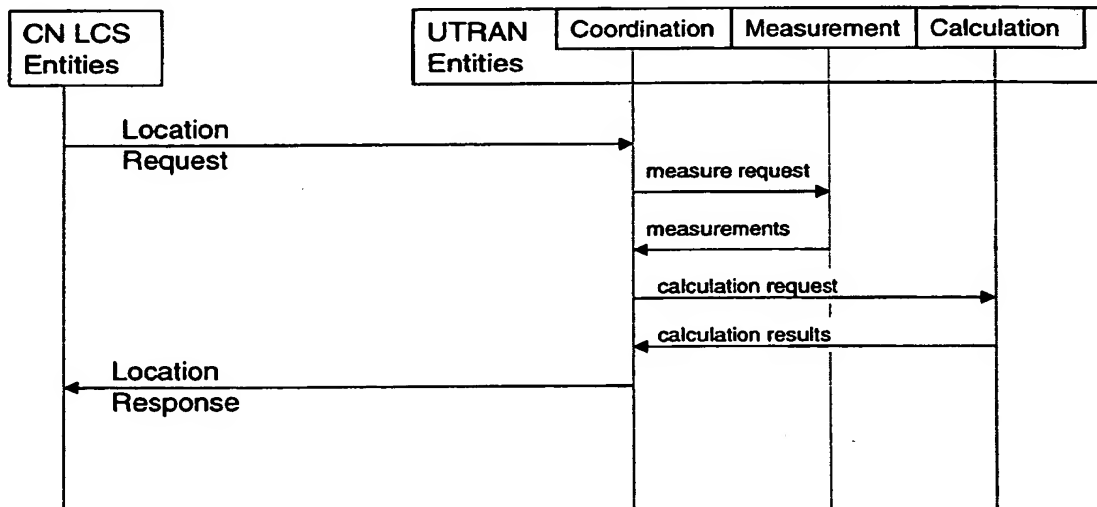 CN LCS
Entities
UTRAN
Entities
Coordination
Measurement
Calculation
Location
Request
measure request
measurements
calculation request
calculation results
Location
Response